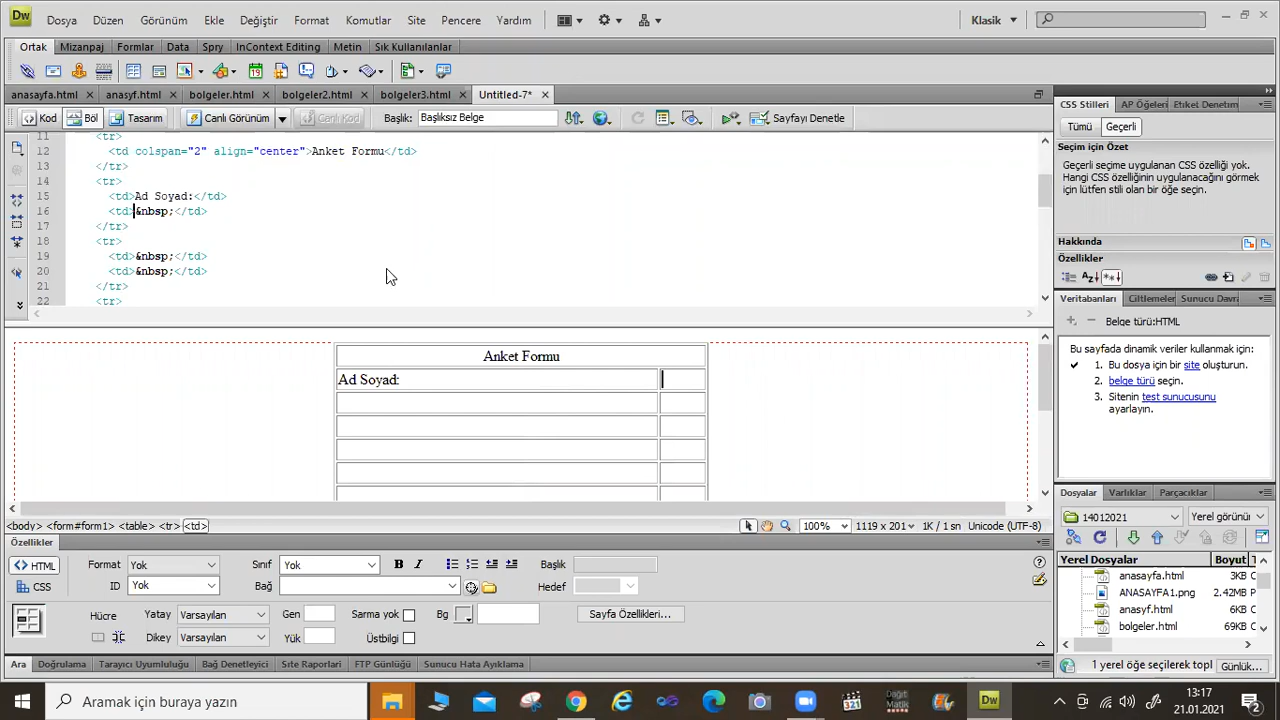 Dw Dosya Düzen Görünüm Ekle Değiştir Format Komutlar Site Pencere Yardım Klasik
Ortak Mizanpaj Formlar Data Spry InContext Editing Metin Sık Kullanılanlar
anasayfa.html anasyf.html bolgeler.html bolgeler2.html bolgeler3.html Untitled-7*
Kod Böl Tasarım Canlı Görünüm Canlı Kod Başlık: Başlıksız Belge Sayfayı Denetle
11 <tr>
12 <td colspan="2" align="center">Anket Formu</td>
13 </tr>
14 <tr>
15 <td>Ad Soyad:</td>
16 <td>&nbsp;</td>
17 </tr>
18 <tr>
19 <td>&nbsp;</td>
20 <td>&nbsp;</td>
21 </tr>
22 <tr>
Anket Formu
Ad Soyad:
<body> <form#form1> <table> <tr> <td> 100% 1119 x 201 1K / 1 sn Unicode (UTF-8)
Özellikler
<> HTML Format Yok Sınıf Yok B I Başlık
CSS ID Yok Bağ Hedef
Hücre Yatay Varsayılan Gen Sarma yok Bg Sayfa Özellikleri...
Dikey Varsayılan Yük Üstbilgi
Ara Doğrulama Tarayıcı Uyumluluğu Bağ Denetleyici Site Raporları FTP Günlüğü Sunucu Hata Ayıklama
CSS Stilleri AP Öğeleri Etiket Denetim
Tümü Geçerli
Seçim için Özet
Geçerli seçime uygulanan CSS özelliği yok.
Hangi CSS özelliğinin uygulanacağını görmek
için lütfen stili olan bir öğe seçin.
Hakkında
Özellikler
Veritabanları Ciltlemeler Sunucu Davra
Belge türü:HTML
Bu sayfada dinamik veriler kullanmak için:
1. Bu dosya için bir site oluşturun.
2. belge türü seçin.
3. Sitenin test sunucusunu
ayarlayın.
Dosyalar Varlıklar Parçacıklar
14012021 Yerel görünü
Yerel Dosyalar Boyut T
anasayfa.html 3KB C
ANASAYFA1.png 2.42MB F
anasyf.html 6KB C
bolgeler.html 69KB C
1 yerel öğe seçilerek topl Günlük...
Aramak için buraya yazın
321
Dağıt Matik
Dw
13:17
21.01.2021